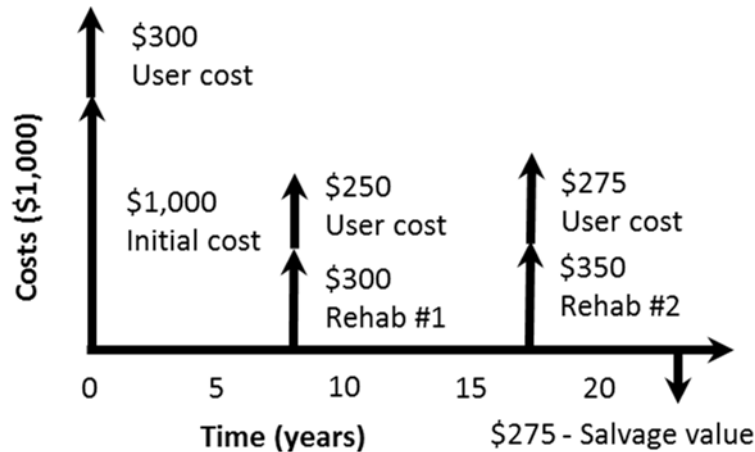 $300
User cost
Costs ($1,000)
$1,000
Initial cost
$250
User cost
$300
Rehab #1
$275
User cost
$350
Rehab #2
0 5 10 15 20
Time (years)
$275 - Salvage value